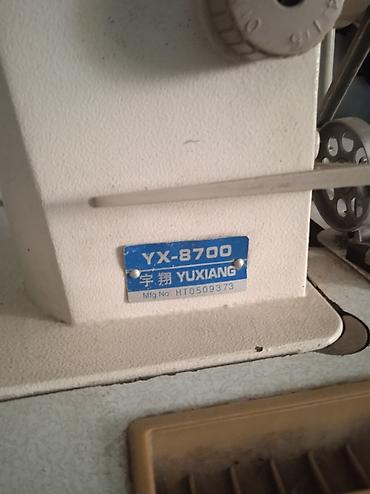 YX-8700
宇翔 YUXIANG
Mfg.No. HT0509373